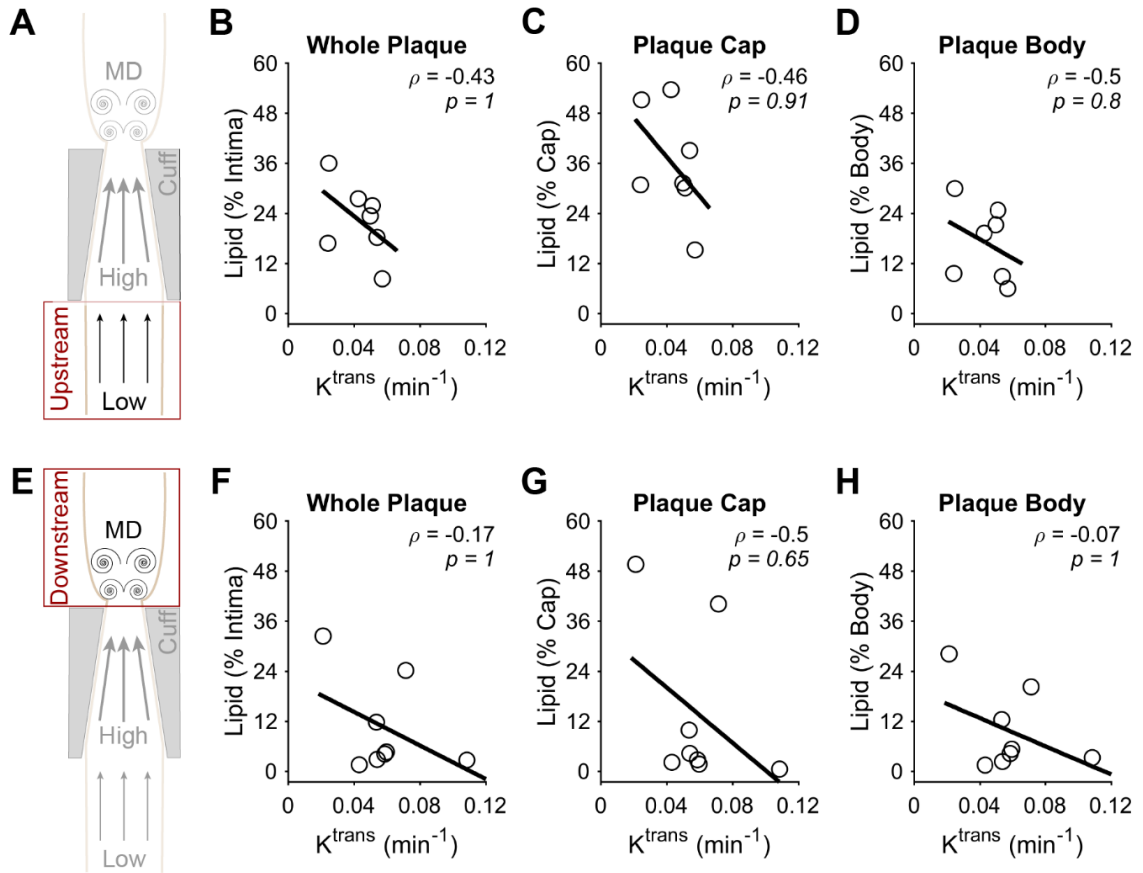 A
MD
Cuff
High
Upstream
Low
B
Whole Plaque
ρ = -0.43
p = 1
60
48
36
24
12
0
Lipid (% Intima)
0 0.04 0.08 0.12
K^trans (min^-1)
C
Plaque Cap
ρ = -0.46
p = 0.91
60
48
36
24
12
0
Lipid (% Cap)
0 0.04 0.08 0.12
K^trans (min^-1)
D
Plaque Body
ρ = -0.5
p = 0.8
60
48
36
24
12
0
Lipid (% Body)
0 0.04 0.08 0.12
K^trans (min^-1)
E
Downstream
MD
Cuff
High
Low
F
Whole Plaque
ρ = -0.17
p = 1
60
48
36
24
12
0
Lipid (% Intima)
0 0.04 0.08 0.12
K^trans (min^-1)
G
Plaque Cap
ρ = -0.5
p = 0.65
60
48
36
24
12
0
Lipid (% Cap)
0 0.04 0.08 0.12
K^trans (min^-1)
H
Plaque Body
ρ = -0.07
p = 1
60
48
36
24
12
0
Lipid (% Body)
0 0.04 0.08 0.12
K^trans (min^-1)